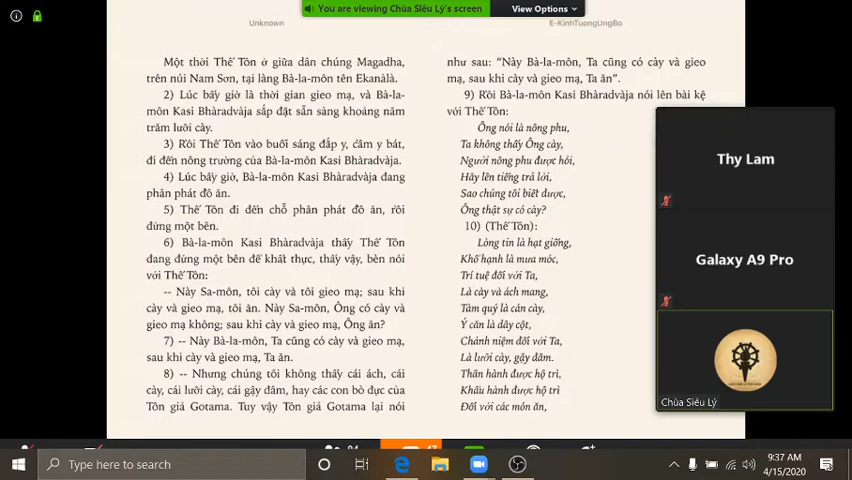 You are viewing Chùa Siêu Lý's screen
View Options
Unknown
E-KinhTuongUngBo
Một thời Thế Tôn ở giữa dân chúng Magadha,
trên núi Nam Sơn, tại làng Bà-la-môn tên Ekanàlà.
2) Lúc bấy giờ là thời gian gieo mạ, và Bà-la-
môn Kasi Bhàradvàja sắp đặt sẵn sàng khoảng năm
trăm lưỡi cày.
3) Rồi Thế Tôn vào buổi sáng đắp y, cầm y bát,
đi đến nông trường của Bà-la-môn Kasi Bhàradvàja.
4) Lúc bấy giờ, Bà-la-môn Kasi Bhàradvàja đang
phân phát đồ ăn.
5) Thế Tôn đi đến chỗ phân phát đồ ăn, rồi
đứng một bên.
6) Bà-la-môn Kasi Bhàradvàja thấy Thế Tôn
đang đứng một bên để khất thực, thấy vậy, bèn nói
với Thế Tôn:
-- Này Sa-môn, tôi cày và tôi gieo mạ; sau khi
cày và gieo mạ, tôi ăn. Này Sa-môn, Ông có cày và
gieo mạ không; sau khi cày và gieo mạ, Ông ăn?
7) -- Này Bà-la-môn, Ta cũng có cày và gieo mạ,
sau khi cày và gieo mạ, Ta ăn.
8) -- Nhưng chúng tôi không thấy cái ách, cái
cày, cái lưỡi cày, cái gậy đâm, hay các con bò đực của
Tôn giả Gotama. Tuy vậy Tôn giả Gotama lại nói
như sau: “Này Bà-la-môn, Ta cũng có cày và gieo
mạ, sau khi cày và gieo mạ, Ta ăn”.
9) Rồi Bà-la-môn Kasi Bhàradvàja nói lên bài kệ
với Thế Tôn:
Ông nói là nông phu,
Ta không thấy Ông cày,
Người nông phu được hỏi,
Hãy lên tiếng trả lời,
Sao chúng tôi biết được,
Ông thật sự có cày?
10) (Thế Tôn):
Lòng tin là hạt giống,
Khổ hạnh là mưa móc,
Trí tuệ đối với Ta,
Là cày và ách mang,
Tàm quý là cán cày,
Ý căn là dây cột,
Chánh niệm đối với Ta,
Là lưỡi cày, gậy đâm.
Thân hành được hộ trì,
Khẩu hành được hộ trì
Đối với các món ăn,
Thy Lam
Galaxy A9 Pro
Chùa Siêu Lý
Type here to search
9:37 AM
4/15/2020